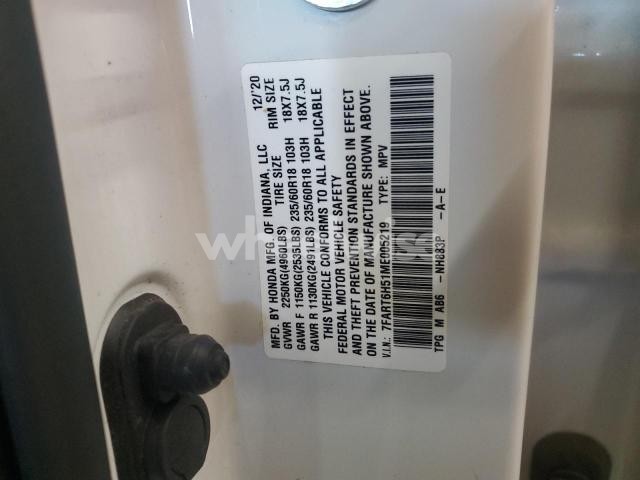 MFD. BY HONDA MFG. OF INDIANA, LLC 12/'20
GVWR 2250KG(4960LBS) TIRE SIZE RIM SIZE
GAWR F 1150KG(2535LBS) 235/60R18 103H 18X7.5J
GAWR R 1130KG(2491LBS) 235/60R18 103H 18X7.5J
THIS VEHICLE CONFORMS TO ALL APPLICABLE
FEDERAL MOTOR VEHICLE SAFETY
AND THEFT PREVENTION STANDARDS IN EFFECT
ON THE DATE OF MANUFACTURE SHOWN ABOVE.
V.I.N.: 7FART6H51ME005219 TYPE: MPV
TPG M AB6 -NH883P -A-E